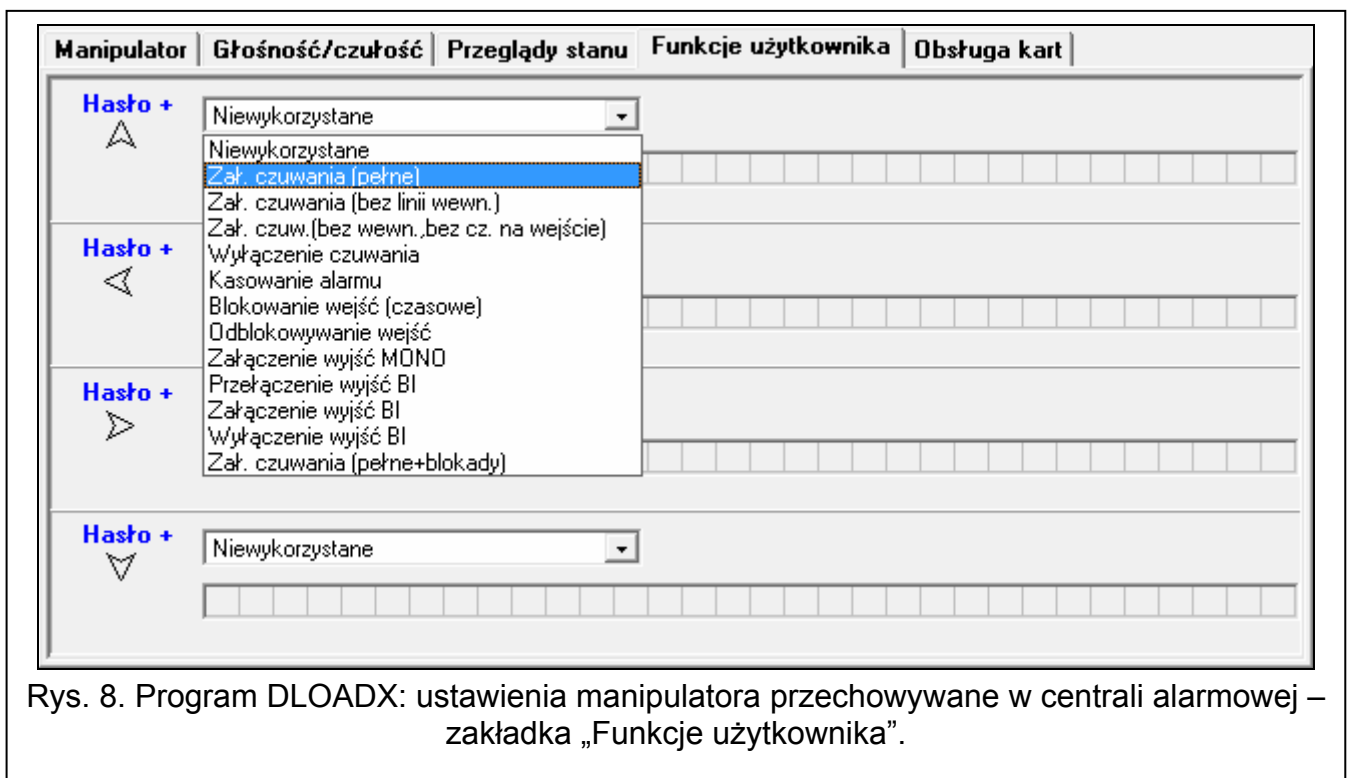 Manipulator Głośność/czułość Przeglądy stanu Funkcje użytkownika Obsługa kart
Hasło +
Niewykorzystane
Niewykorzystane
Zał. czuwania (pełne)
Zał. czuwania (bez linii wewn.)
Zał. czuw.(bez wewn.,bez cz. na wejście)
Hasło +
Wyłączenie czuwania
Kasowanie alarmu
Blokowanie wejść (czasowe)
Odblokowywanie wejść
Załączenie wyjść MONO
Hasło +
Przełączenie wyjść BI
Załączenie wyjść BI
Wyłączenie wyjść BI
Zał. czuwania (pełne+blokady)
Hasło +
Niewykorzystane
Rys. 8. Program DLOADX: ustawienia manipulatora przechowywane w centrali alarmowej –
zakładka „Funkcje użytkownika”.